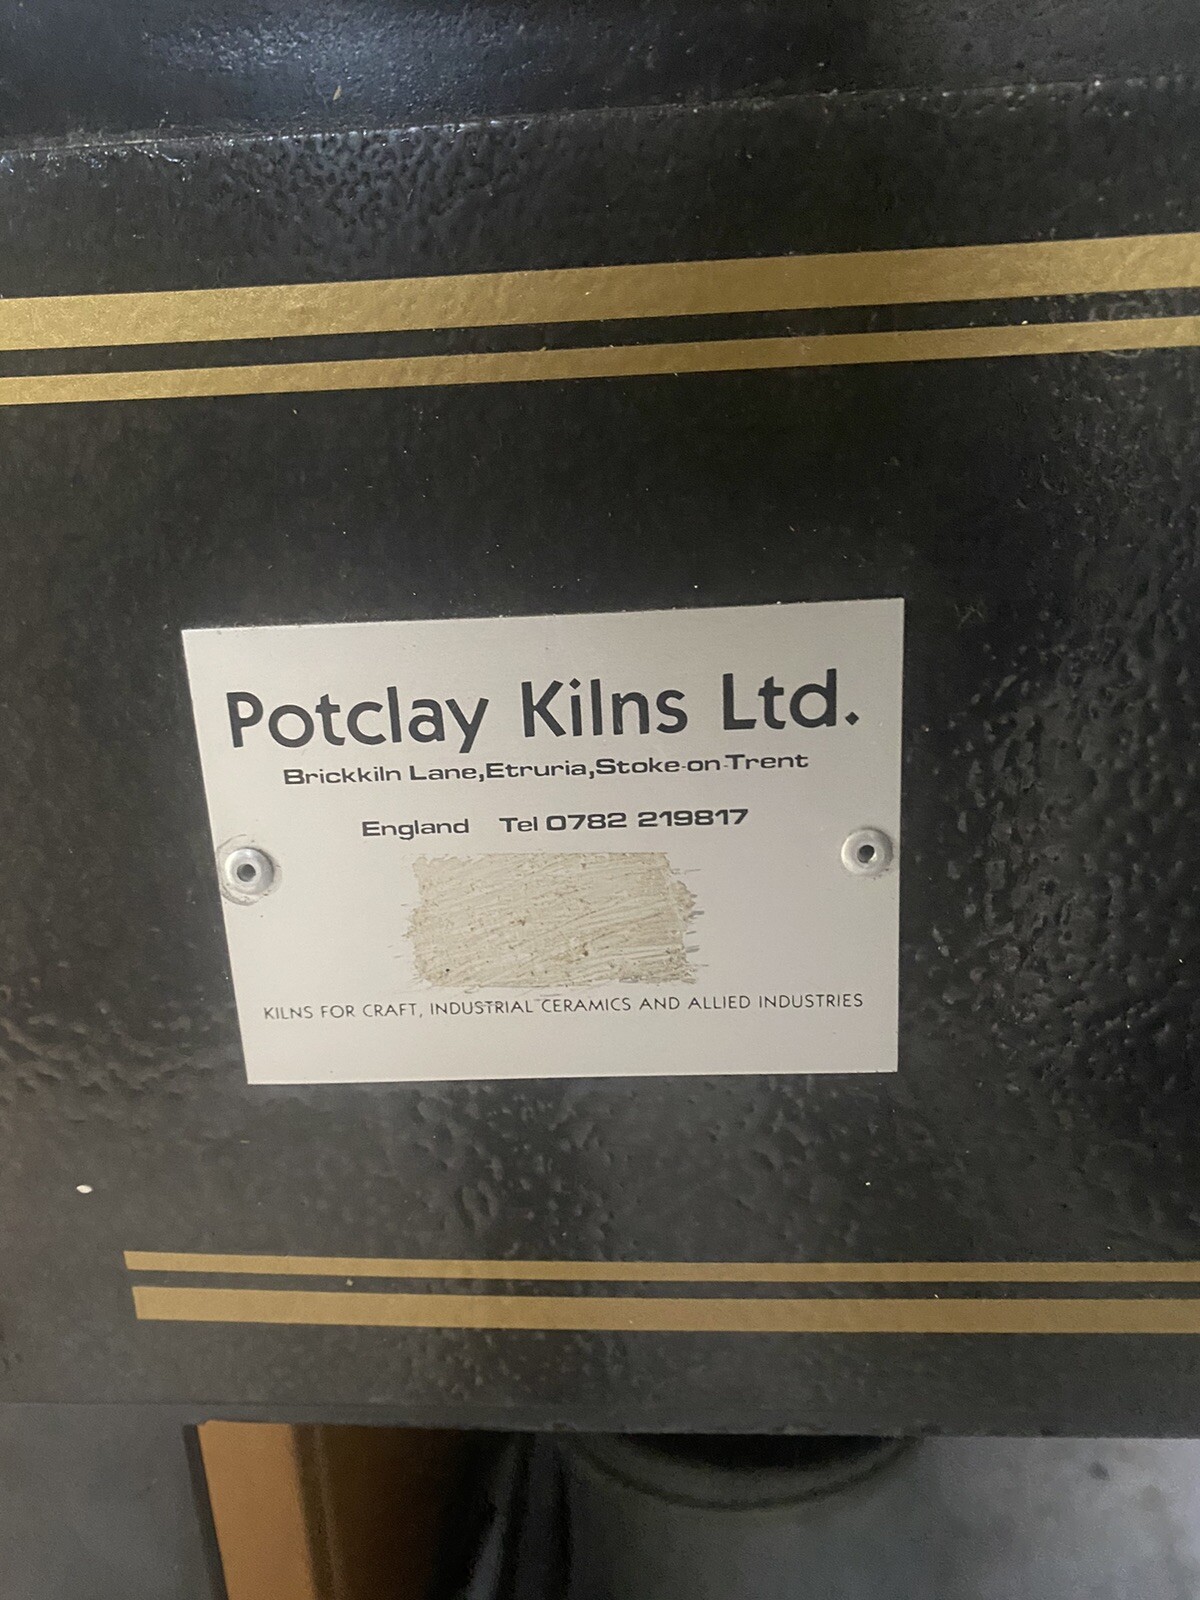 Potclay Kilns Ltd.
Brickkiln Lane,Etruria,Stoke-on-Trent
England Tel 0782 219817
KILNS FOR CRAFT, INDUSTRIAL CERAMICS AND ALLIED INDUSTRIES